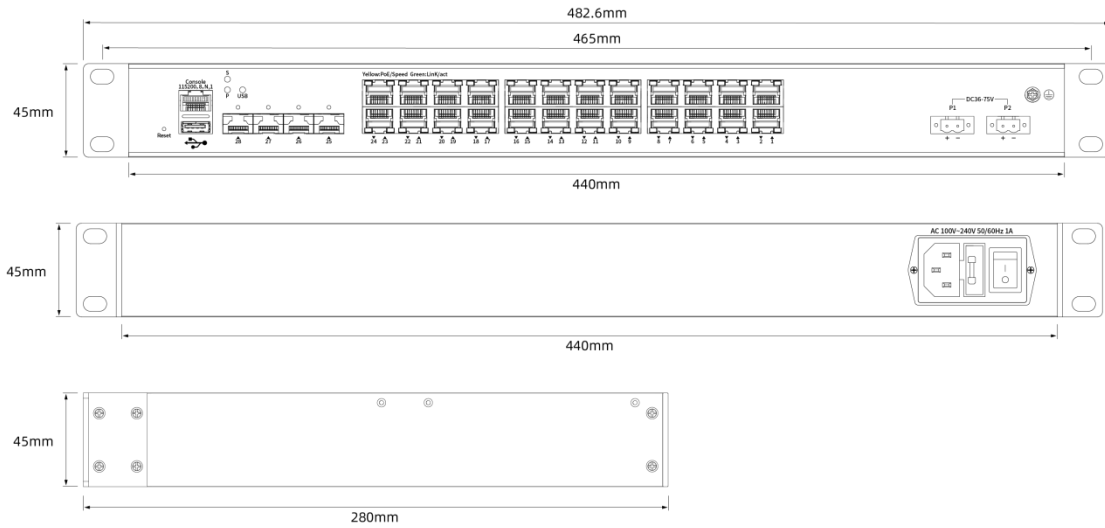 482.6mm
465mm
45mm
Console
115200, 8, N, 1
S
P USB
Reset
Yellow:PoE/Speed Green:LinK/act
28 27 26 25
24 23 22 21 20 19 18 17
16 15 14 13 12 11 10 9
8 7 6 5 4 3 2 1
DC36-75V
P1 P2
+ − + −
440mm
45mm
AC 100V~240V 50/60Hz 1A
440mm
45mm
280mm